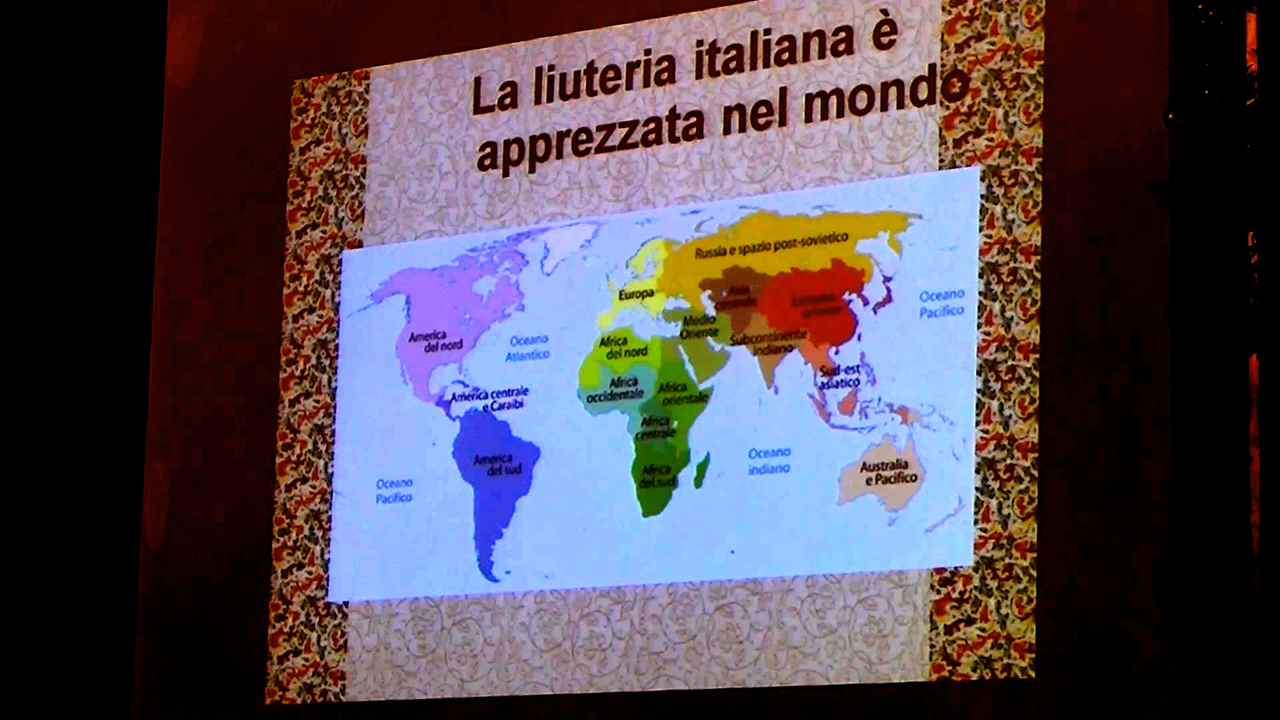 La liuteria italiana è
apprezzata nel mondo
Russia e spazio post-sovietico
Europa
Oceano
Pacifico
Medio
Oriente
America
del nord
Oceano
Atlantico
Africa
del nord
Subcontinente
indiano
Sud-est
asiatico
America centrale
e Caraibi
Africa
occidentale
Africa
orientale
Africa
centrale
America
del sud
Oceano
indiano
Africa
del sud
Australia
e Pacifico
Oceano
Pacifico